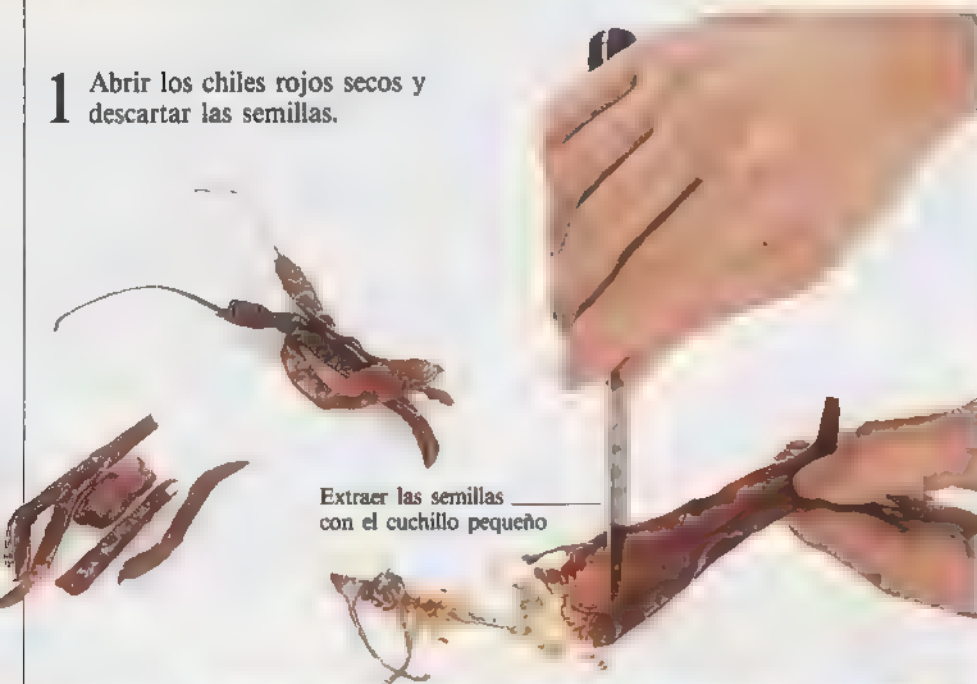 1 Abrir los chiles rojos secos y
descartar las semillas.
Extraer las semillas
con el cuchillo pequeño